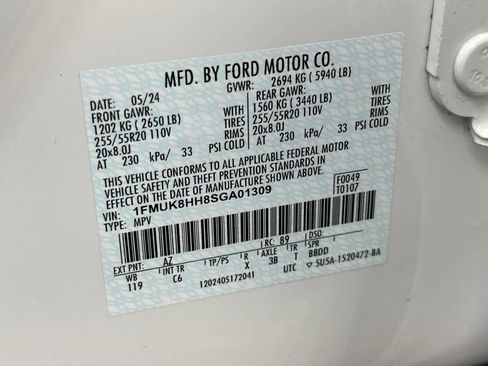 MFD. BY FORD MOTOR CO.
DATE: 05/24 GVWR: 2694 KG ( 5940 LB)
FRONT GAWR: WITH REAR GAWR: WITH
1202 KG ( 2650 LB) TIRES 1560 KG ( 3440 LB) TIRES
255/55R20 110V RIMS 255/55R20 110V RIMS
20x8.0J PSI COLD 20x8.0J PSI COLD
AT 230 kPa/ 33 AT 230 kPa/ 33
THIS VEHICLE CONFORMS TO ALL APPLICABLE FEDERAL MOTOR
VEHICLE SAFETY AND THEFT PREVENTION STANDARDS IN
EFFECT ON THE DATE OF MANUFACTURE SHOWN ABOVE.
VIN: 1FMUK8HH8SGA01309 F0049
TYPE: MPV T0107
EXT PNT: AZ RC: 89 DSO:
WB INT TR TP/PS R AXLE TR SPR
119 C6 X 3B T BBDD
1202405172041 UTC SU5A-1520472-BA